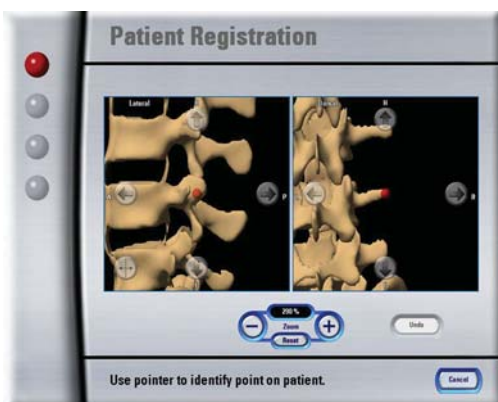 Patient Registration
Lateral
H
A
P
R
200 %
Zoom
Reset
Undo
Use pointer to identify point on patient.
Cancel